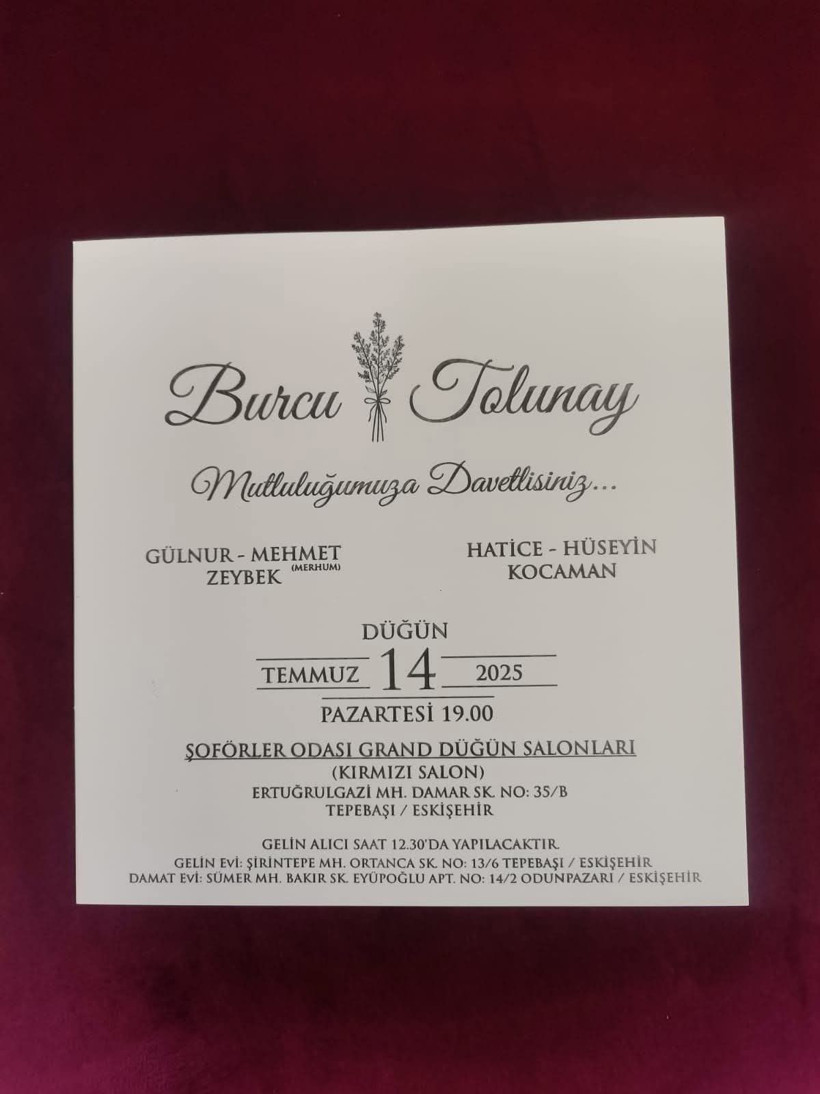 Burcu Tolunay
Mutluluğumuza Davetlisiniz...
GÜLNUR - MEHMET
(MERHUM)
ZEYBEK
HATİCE - HÜSEYİN
KOCAMAN
DÜĞÜN
TEMMUZ 14 2025
PAZARTESİ 19.00
ŞOFÖRLER ODASI GRAND DÜĞÜN SALONLARI
(KIRMIZI SALON)
ERTUĞRULGAZİ MH. DAMAR SK. NO: 35/B
TEPEBAŞI / ESKİŞEHİR
GELİN ALICI SAAT 12.30'DA YAPILACAKTIR.
GELİN EVİ: ŞİRİNTEPE MH. ORTANCA SK. NO: 13/6 TEPEBAŞI / ESKİŞEHİR
DAMAT EVİ: SÜMER MH. BAKIR SK. EYÜPOĞLU APT. NO: 14/2 ODUNPAZARI / ESKİŞEHİR